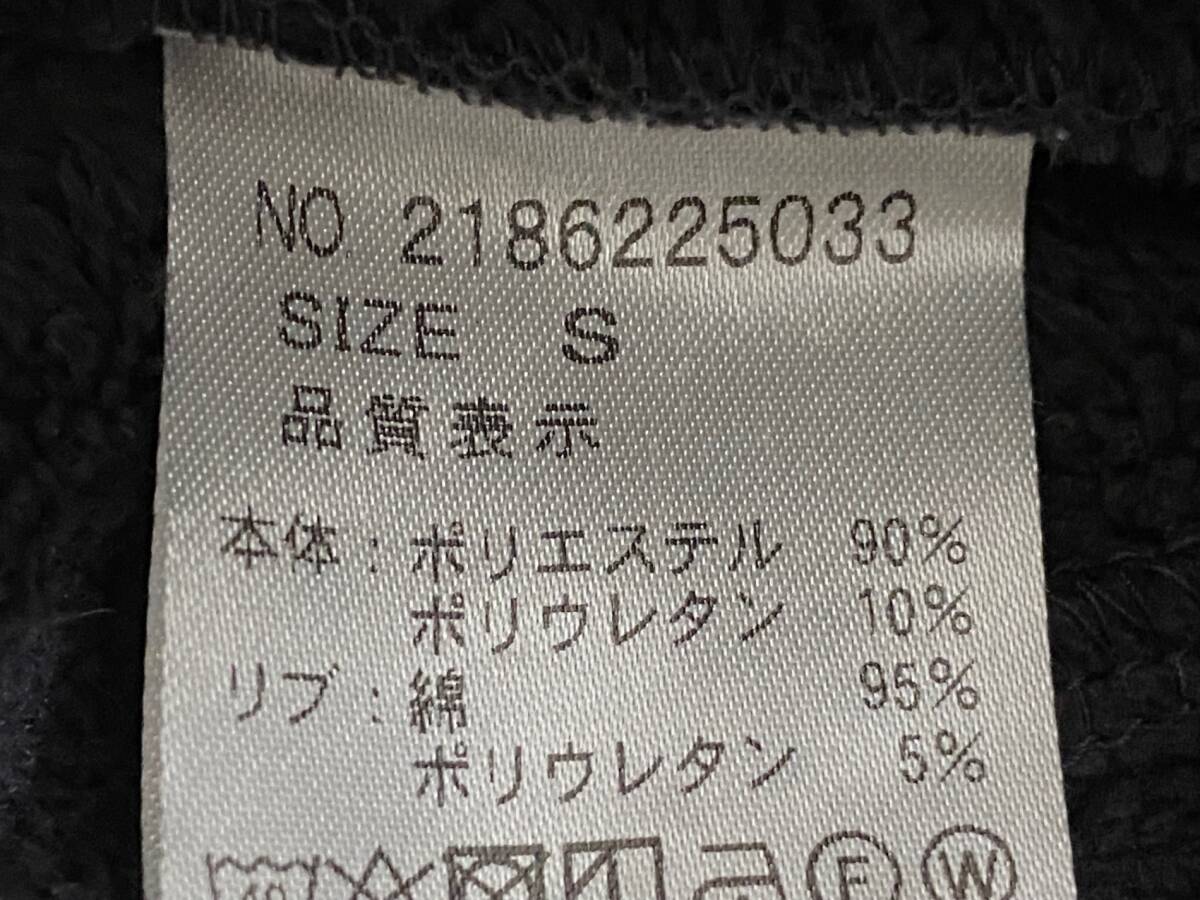 NO. 2186225033
SIZE S
品質表示
本体：ポリエステル 90%
ポリウレタン 10%
リブ：綿 95%
ポリウレタン 5%
40 F W